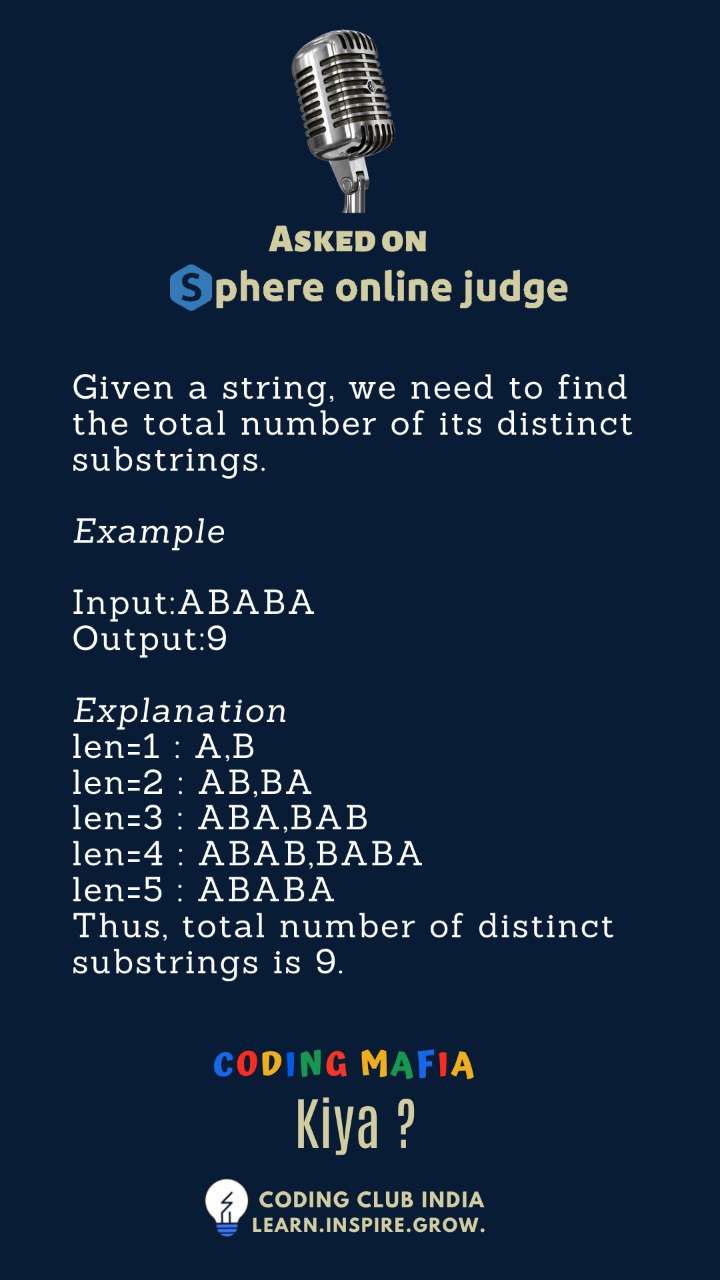 Asked on
Sphere online judge
Given a string, we need to find
the total number of its distinct
substrings.
Example
Input:ABABA
Output:9
Explanation
len=1 : A,B
len=2 : AB,BA
len=3 : ABA,BAB
len=4 : ABAB,BABA
len=5 : ABABA
Thus, total number of distinct
substrings is 9.
CODING MAFIA
Kiya ?
CODING CLUB INDIA
LEARN.INSPIRE.GROW.